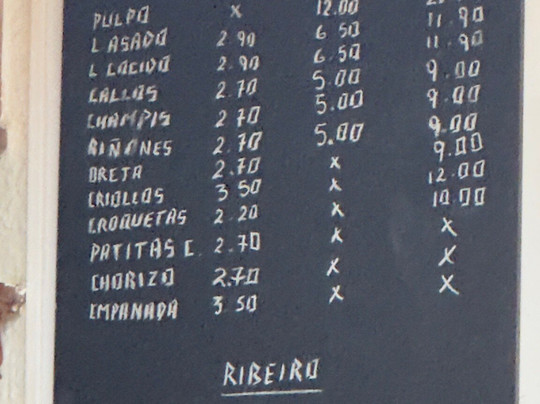 PULPO x 12.00
L ASADO 2.90 6.50 11.90
L COCIDO 2.90 6.50 11.90
CALLOS 2.70 5.00 9.00
CHAMPIS 2.70 5.00 9.00
RIÑONES 2.70 5.00 9.00
ORETA 2.70 x 9.00
CRIOLLOS 3.50 x 12.00
CROQUETAS 2.20 x 10.00
PATITAS C. 2.70 x x
CHORIZO 2.70 x x
EMPANADA 3.50 x x
RIBEIRO